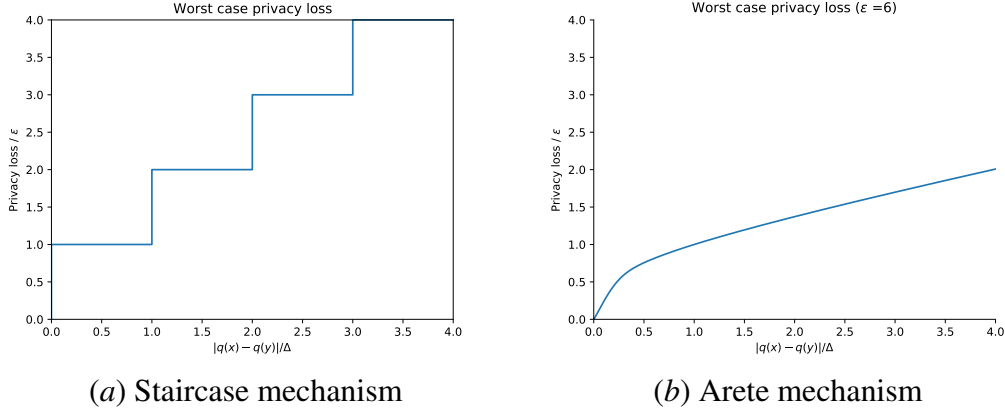 Worst case privacy loss
4.0
3.5
3.0
2.5
2.0
1.5
1.0
0.5
0.0
Privacy loss / ε
0.0 0.5 1.0 1.5 2.0 2.5 3.0 3.5 4.0
|q(x) − q(y)|/Δ
(a) Staircase mechanism
Worst case privacy loss (ε =6)
4.0
3.5
3.0
2.5
2.0
1.5
1.0
0.5
0.0
Privacy loss / ε
0.0 0.5 1.0 1.5 2.0 2.5 3.0 3.5 4.0
|q(x) − q(y)|/Δ
(b) Arete mechanism